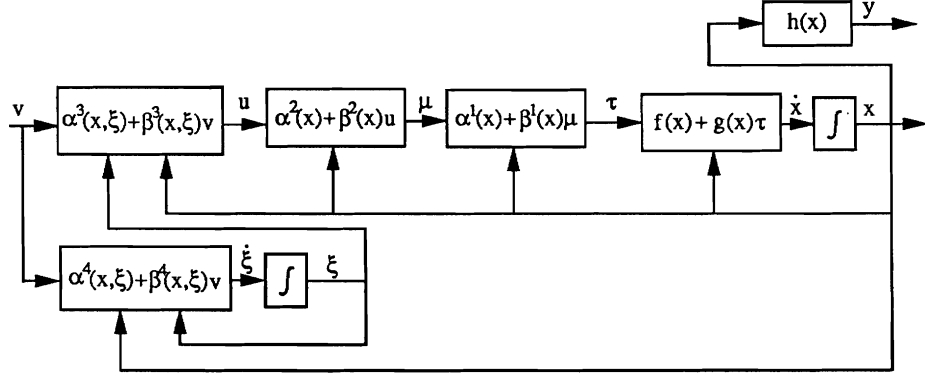 h(x)
y
v
α³(x,ξ)+β³(x,ξ)v
u
α²(x)+β²(x)u
μ
α¹(x)+β¹(x)μ
τ
f(x)+g(x)τ
ẋ
∫
x
α⁴(x,ξ)+β⁴(x,ξ)v
ξ̇
∫
ξ